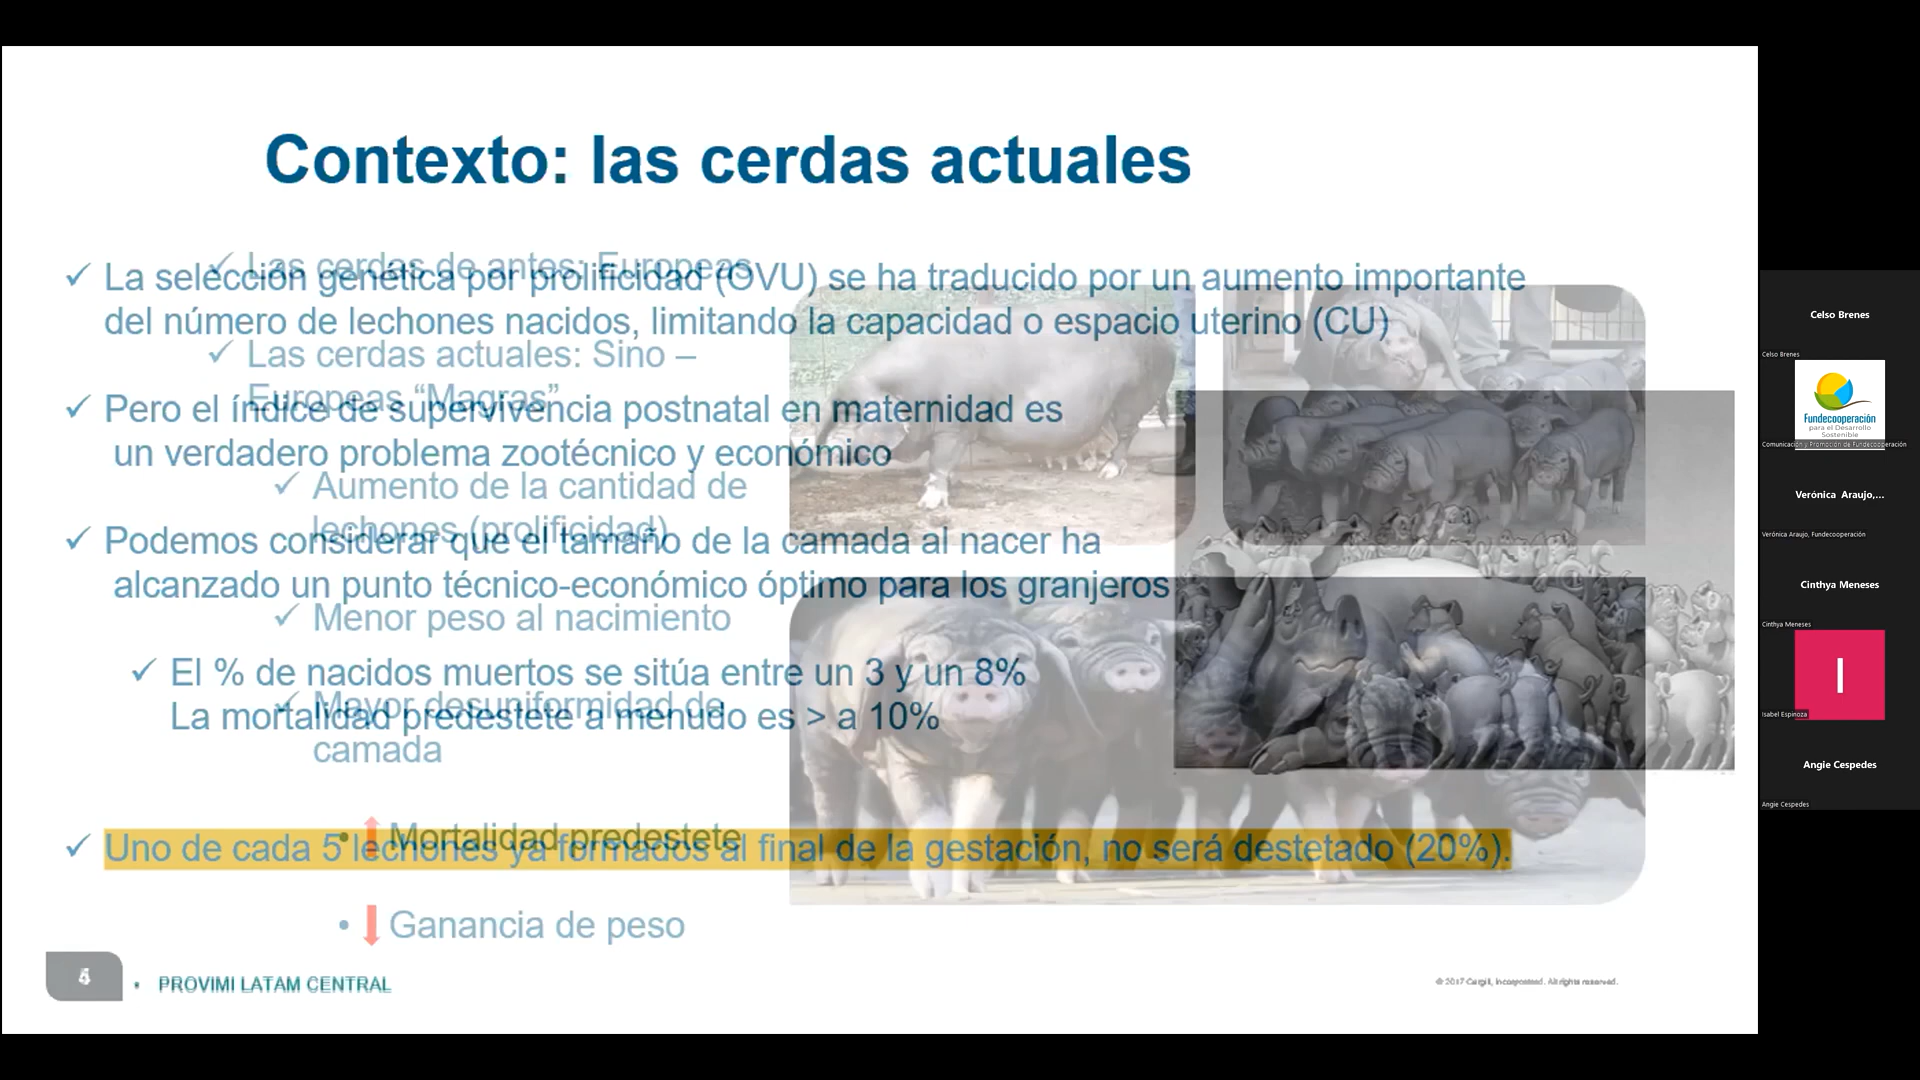 Contexto: las cerdas actuales
Las cerdas de antes: Europeas
La selección genética por prolificidad (OVU) se ha traducido por un aumento importante
del número de lechones nacidos, limitando la capacidad o espacio uterino (CU)
Las cerdas actuales: Sino –
Europeas “Magras”
Pero el índice de supervivencia postnatal en maternidad es
un verdadero problema zootécnico y económico
Aumento de la cantidad de
lechones (prolificidad)
Podemos considerar que el tamaño de la camada al nacer ha
alcanzado un punto técnico-económico óptimo para los granjeros
Menor peso al nacimiento
El % de nacidos muertos se sitúa entre un 3 y un 8%
Mayor desuniformidad de
La mortalidad predestete a menudo es > a 10%
camada
Mortalidad predestete
Uno de cada 5 lechones ya formados al final de la gestación, no será destetado (20%).
Ganancia de peso
PROVIMI LATAM CENTRAL
© 2017 Cargill, Incorporated. All rights reserved.
Celso Brenes
Celso Brenes
Fundecooperación
para el Desarrollo
Sostenible
Comunicación y Promoción de Fundecooperación
Verónica Araujo,...
Verónica Araujo, Fundecooperación
Cinthya Meneses
Cinthya Meneses
I
Isabel Espinoza
Angie Cespedes
Angie Cespedes